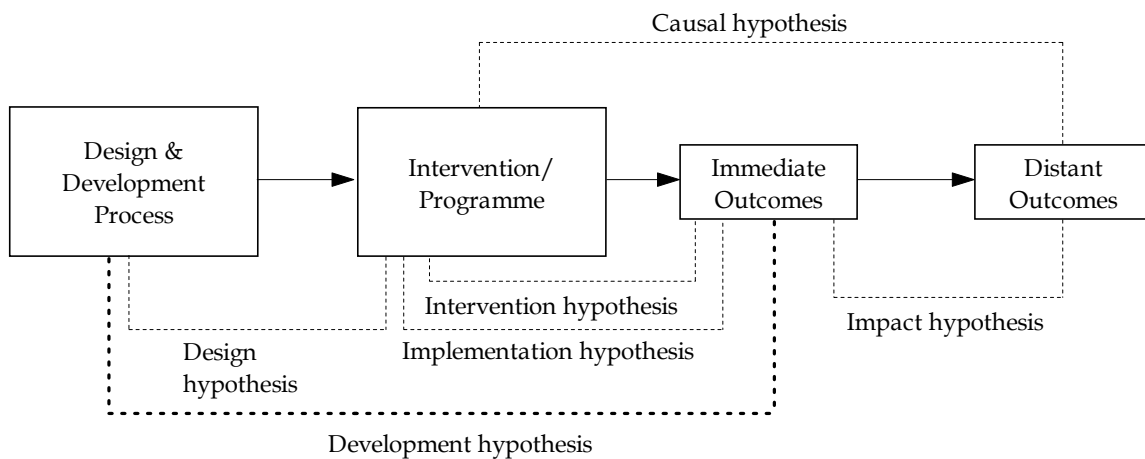 Causal hypothesis
Design &
Development
Process
Intervention/
Programme
Immediate
Outcomes
Distant
Outcomes
Intervention hypothesis
Impact hypothesis
Implementation hypothesis
Design
hypothesis
Development hypothesis